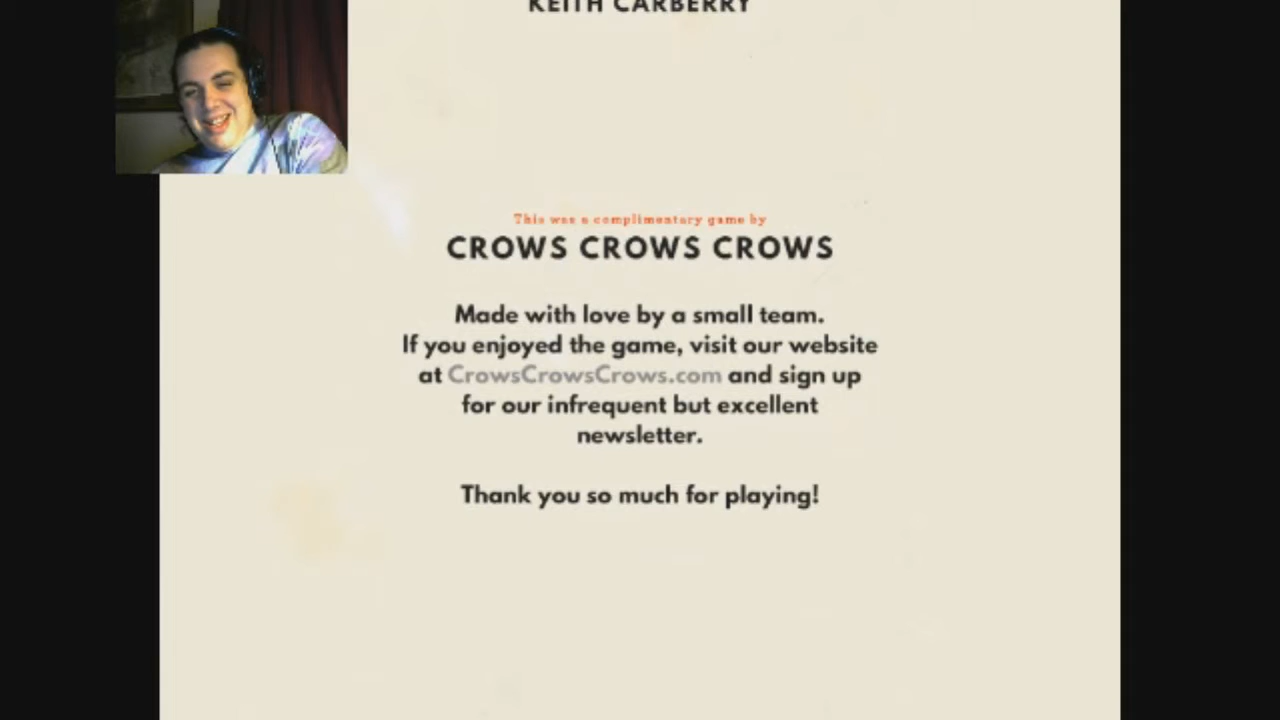 KEITH CARBERRY
This was a complimentary game by
CROWS CROWS CROWS
Made with love by a small team.
If you enjoyed the game, visit our website
at CrowsCrowsCrows.com and sign up
for our infrequent but excellent
newsletter.
Thank you so much for playing!